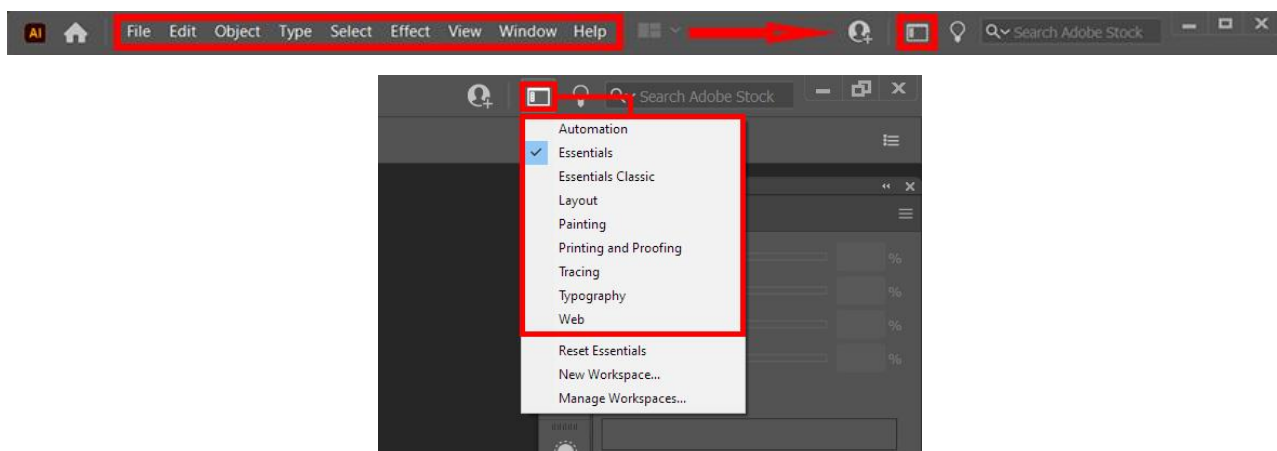 Ai File Edit Object Type Select Effect View Window Help Search Adobe Stock
Search Adobe Stock
Automation
Essentials
Essentials Classic
Layout
Painting
Printing and Proofing
%
Tracing
%
Typography
Web
%
Reset Essentials
%
New Workspace...
Manage Workspaces...